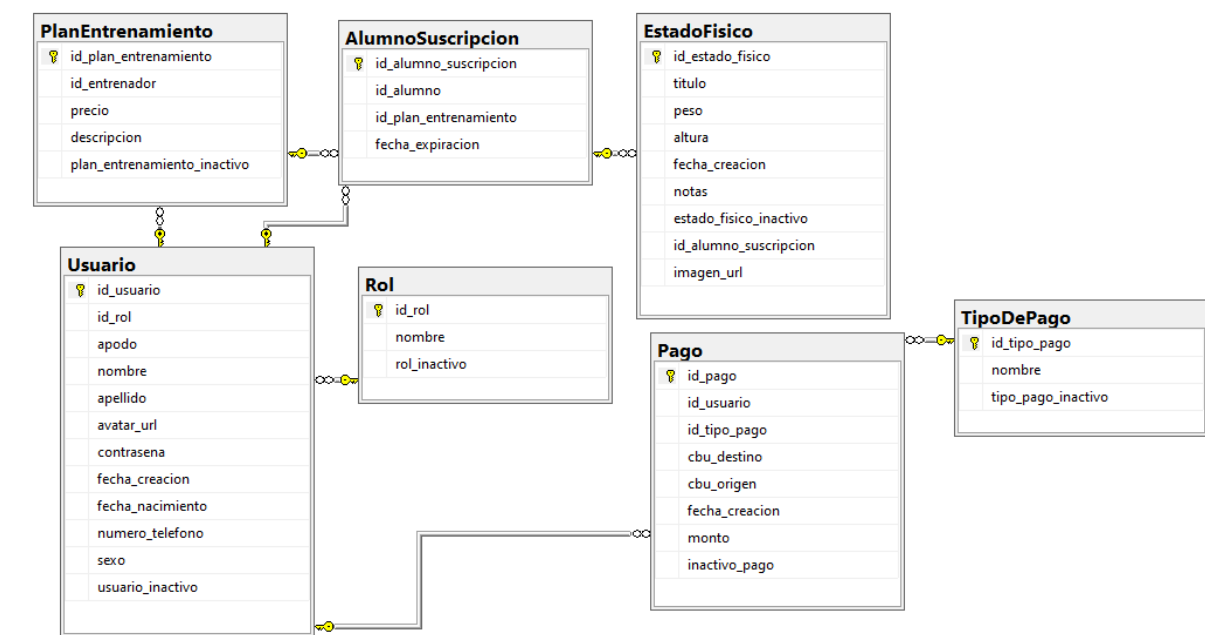 PlanEntrenamiento
id_plan_entrenamiento
id_entrenador
precio
descripcion
plan_entrenamiento_inactivo
AlumnoSuscripcion
id_alumno_suscripcion
id_alumno
id_plan_entrenamiento
fecha_expiracion
EstadoFisico
id_estado_fisico
titulo
peso
altura
fecha_creacion
notas
estado_fisico_inactivo
id_alumno_suscripcion
imagen_url
Usuario
id_usuario
id_rol
apodo
nombre
apellido
avatar_url
contrasena
fecha_creacion
fecha_nacimiento
numero_telefono
sexo
usuario_inactivo
Rol
id_rol
nombre
rol_inactivo
Pago
id_pago
id_usuario
id_tipo_pago
cbu_destino
cbu_origen
fecha_creacion
monto
inactivo_pago
TipoDePago
id_tipo_pago
nombre
tipo_pago_inactivo